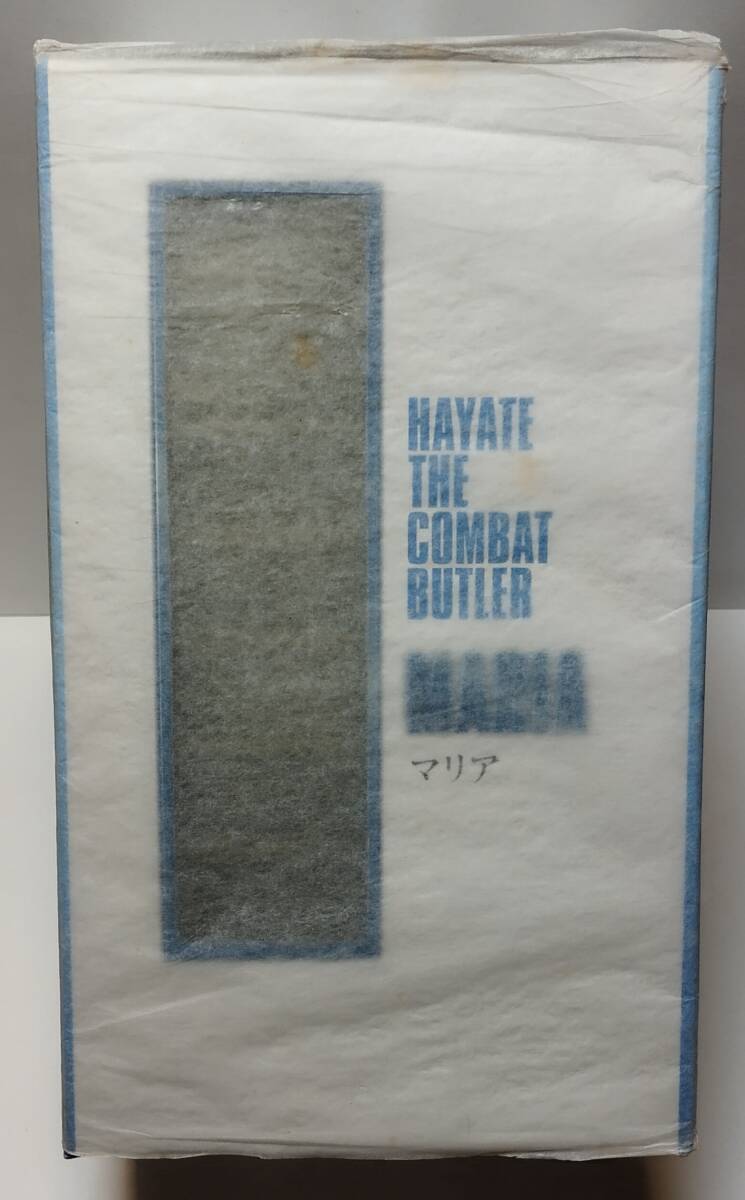 HAYATE
THE
COMBAT
BUTLER
MARIA
マリア